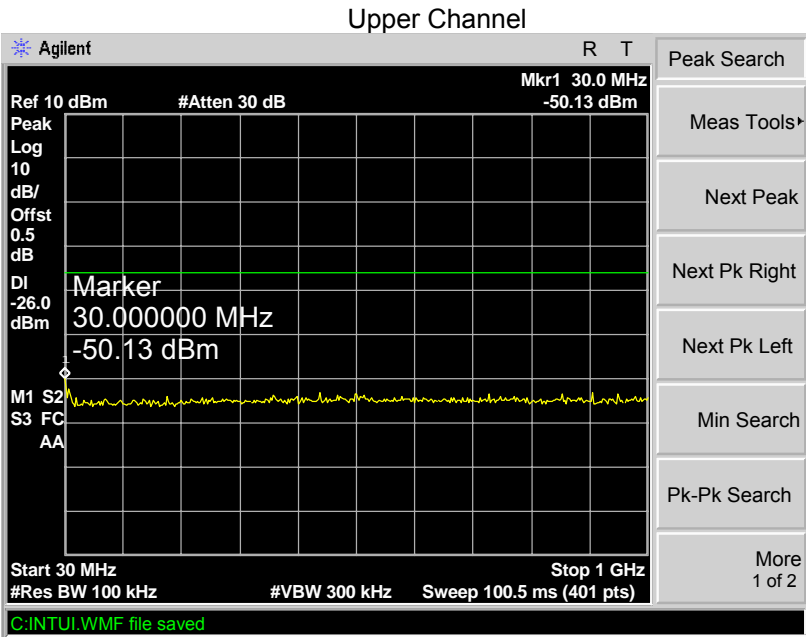 Upper Channel
Agilent R T
Mkr1 30.0 MHz
Ref 10 dBm #Atten 30 dB -50.13 dBm
Peak
Log
10
dB/
Offst
0.5
dB
DI
-26.0
dBm
Marker
30.000000 MHz
-50.13 dBm
1
M1 S2
S3 FC
AA
Start 30 MHz Stop 1 GHz
#Res BW 100 kHz #VBW 300 kHz Sweep 100.5 ms (401 pts)
C:INTUI.WMF file saved
Peak Search
Meas Tools
Next Peak
Next Pk Right
Next Pk Left
Min Search
Pk-Pk Search
More
1 of 2